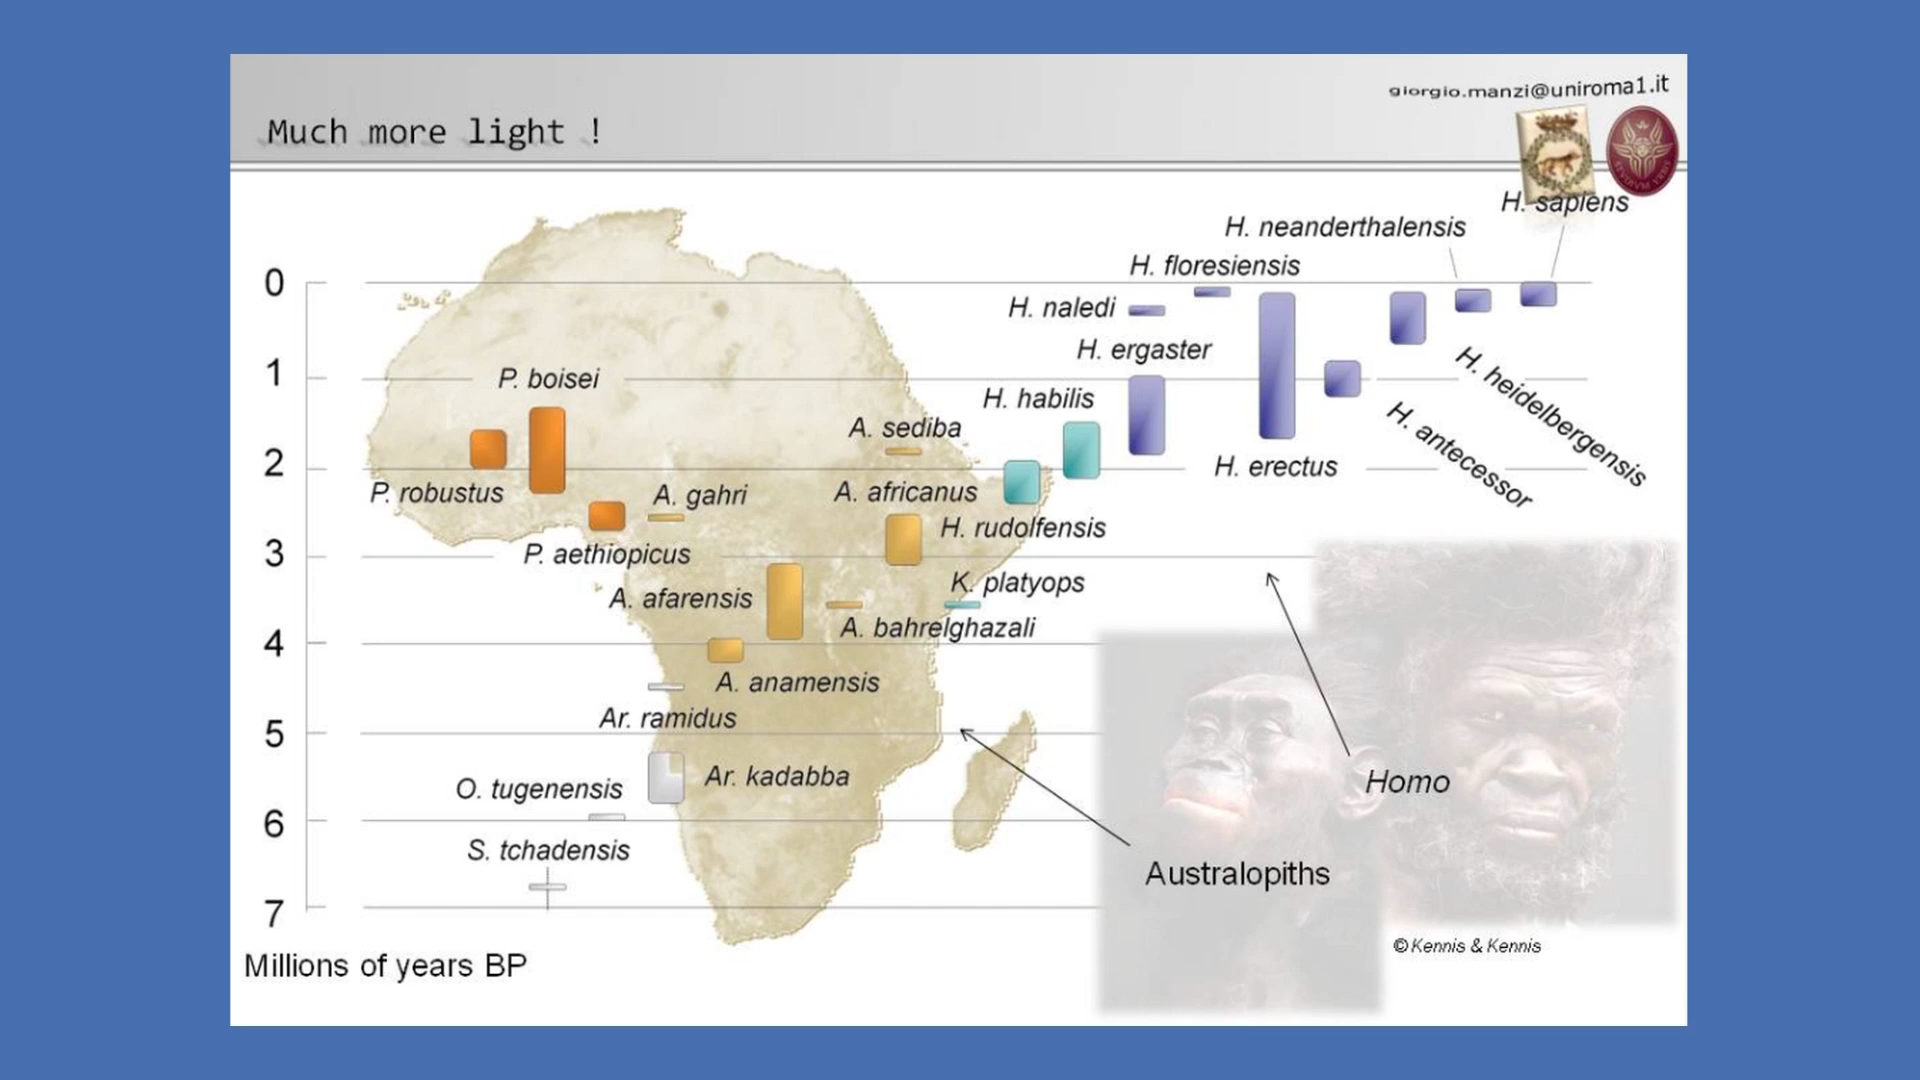 giorgio.manzi@uniroma1.it
Much more light !
H. sapiens
H. neanderthalensis
H. floresiensis
0
H. naledi
H. ergaster
H. heidelbergensis
1
P. boisei
H. habilis
H. antecessor
A. sediba
2
H. erectus
P. robustus
A. gahri
A. africanus
H. rudolfensis
3
P. aethiopicus
K. platyops
A. afarensis
A. bahrelghazali
4
A. anamensis
Ar. ramidus
5
Ar. kadabba
Homo
O. tugenensis
6
S. tchadensis
Australopiths
7
© Kennis & Kennis
Millions of years BP